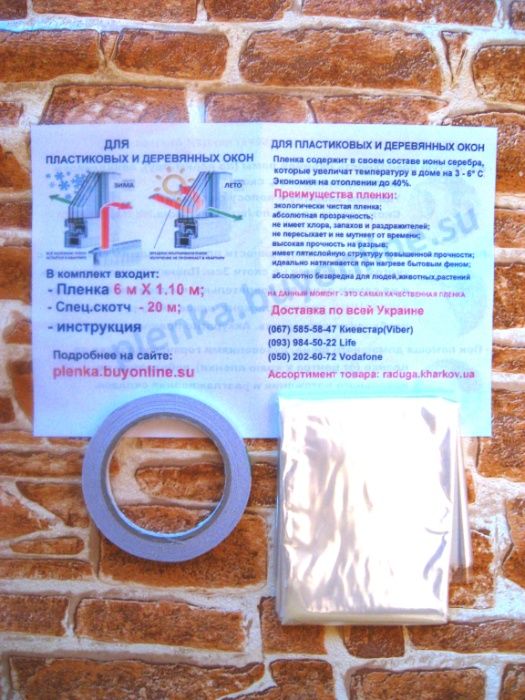 ДЛЯ
ПЛАСТИКОВЫХ И ДЕРЕВЯННЫХ ОКОН
ЗИМА
ЛЕТО
В комплект входит:
- Пленка 6 м X 1.10 м;
- Спец.скотч - 20 м;
- инструкция
Подробнее на сайте:
plenka.buyonline.su
ДЛЯ ПЛАСТИКОВЫХ И ДЕРЕВЯННЫХ ОКОН
Пленка содержит в своем составе ионы серебра,
которые увеличат температуру в доме на 3 - 6° С
Экономия на отоплении до 40%.
Преимущества пленки:
экологически чистая пленка;
абсолютная прозрачность;
не имеет хлора, запахов и раздражителей;
не пересыхает и не мутнеет от времени;
высокая прочность на разрыв;
имеет пятислойную структуру повышенной прочности;
идеально натягивается при нагреве бытовым феном;
абсолютно безвредна для людей,животных,растений
НА ДАННЫЙ МОМЕНТ - ЭТО САМАЯ КАЧЕСТВЕННАЯ ПЛЕНКА
Доставка по всей Украине
(067) 585-58-47 Киевстар(Viber)
(093) 984-50-22 Life
(050) 202-60-72 Vodafone
Ассортимент товара: raduga.kharkov.ua
plenka.buyonline.su